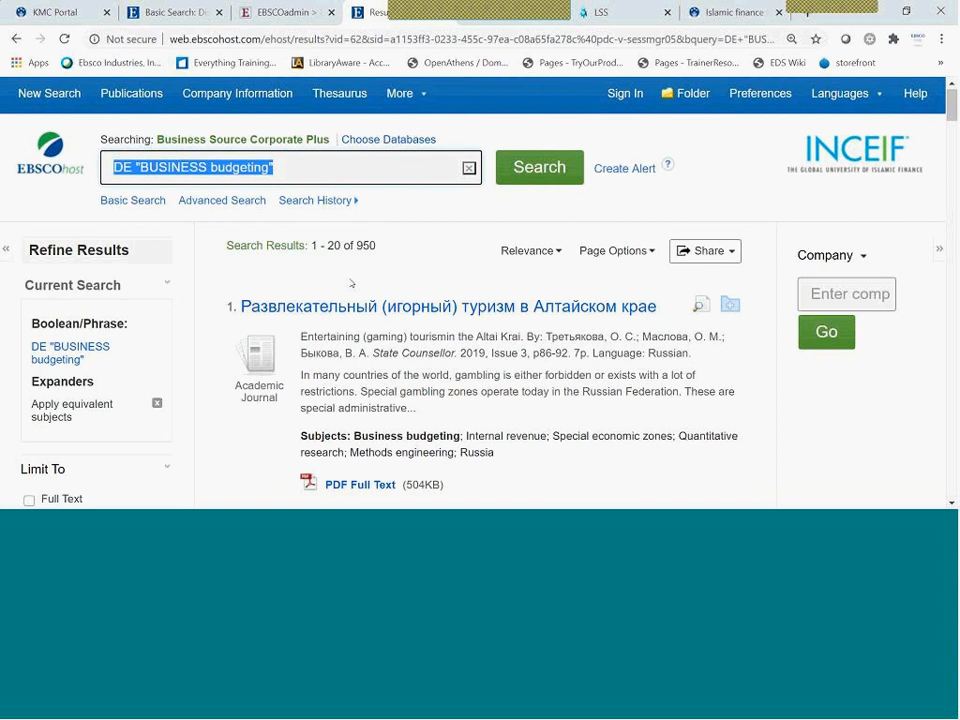 KMC Portal
Basic Search: D
EBSCOadmin >
Resu
LSS
Islamic finance
Not secure
web.ebscohost.com/ehost/results?vid=62&sid=a1153ff3-0233-455c-97ea-c08a65fa278c%40pdc-v-sessmgr05&bquery=DE+"BUS...
Apps
Ebsco Industries, In...
Everything Training...
LibraryAware - Acc...
OpenAthens / Dom...
Pages - TryOurProd...
Pages - TrainerReso...
EDS Wiki
storefront
»
New Search Publications Company Information Thesaurus More Sign In Folder Preferences Languages Help
Searching: Business Source Corporate Plus Choose Databases
EBSCOhost
DE "BUSINESS budgeting"
Search
Create Alert
Basic Search Advanced Search Search History
INCEIF
THE GLOBAL UNIVERSITY OF ISLAMIC FINANCE
«
Refine Results
Current Search
Boolean/Phrase:
DE "BUSINESS
budgeting"
Expanders
Apply equivalent
subjects
Limit To
Full Text
Search Results: 1 - 20 of 950
Relevance Page Options Share
1. Развлекательный (игорный) туризм в Алтайском крае
Academic
Journal
Entertaining (gaming) tourismin the Altai Krai. By: Третьякова, О. С.; Маслова, О. М.;
Быкова, В. А. State Counsellor. 2019, Issue 3, p86-92. 7p. Language: Russian.
In many countries of the world, gambling is either forbidden or exists with a lot of
restrictions. Special gambling zones operate today in the Russian Federation. These are
special administrative...
Subjects: Business budgeting; Internal revenue; Special economic zones; Quantitative
research; Methods engineering; Russia
PDF Full Text (504KB)
»
Company
Enter comp
Go